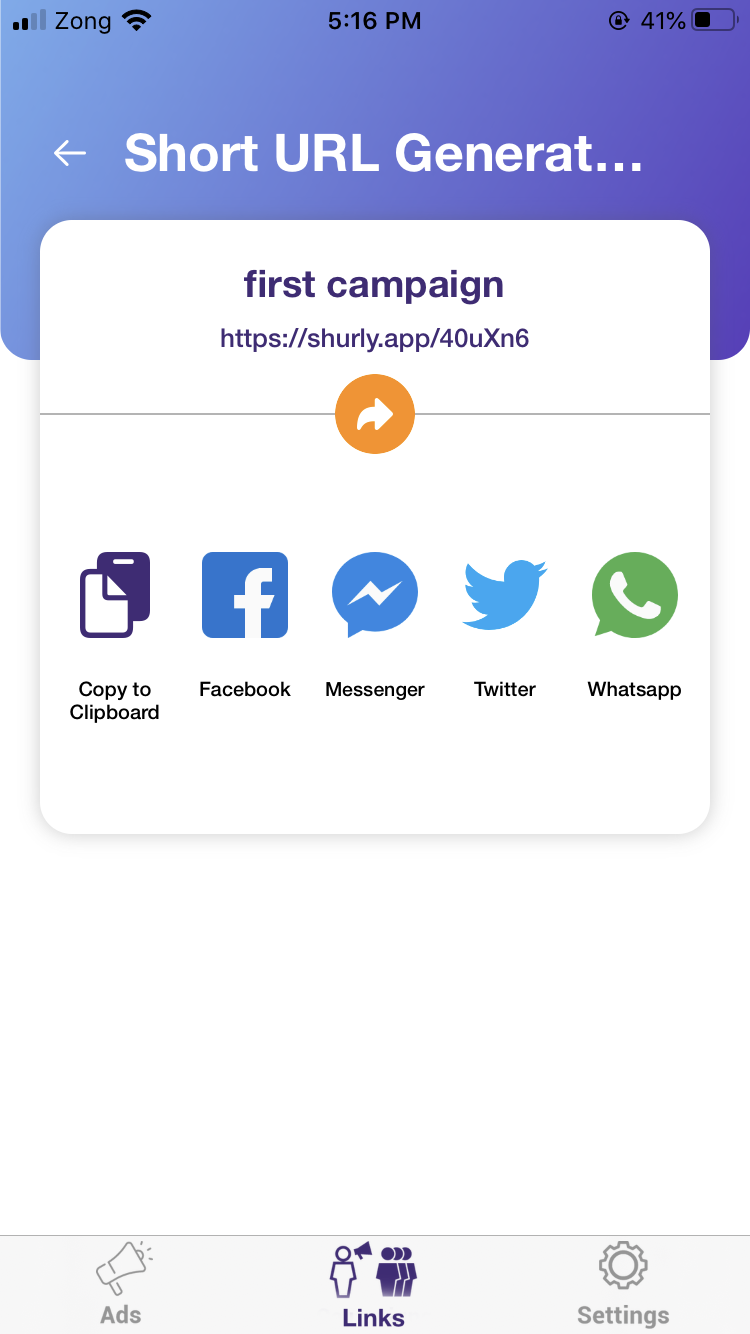 Zong 5:16 PM 41%
Short URL Generat...
first campaign
https://shurly.app/40uXn6
Copy to
Clipboard
Facebook
Messenger
Twitter
Whatsapp
Ads
Links
Settings